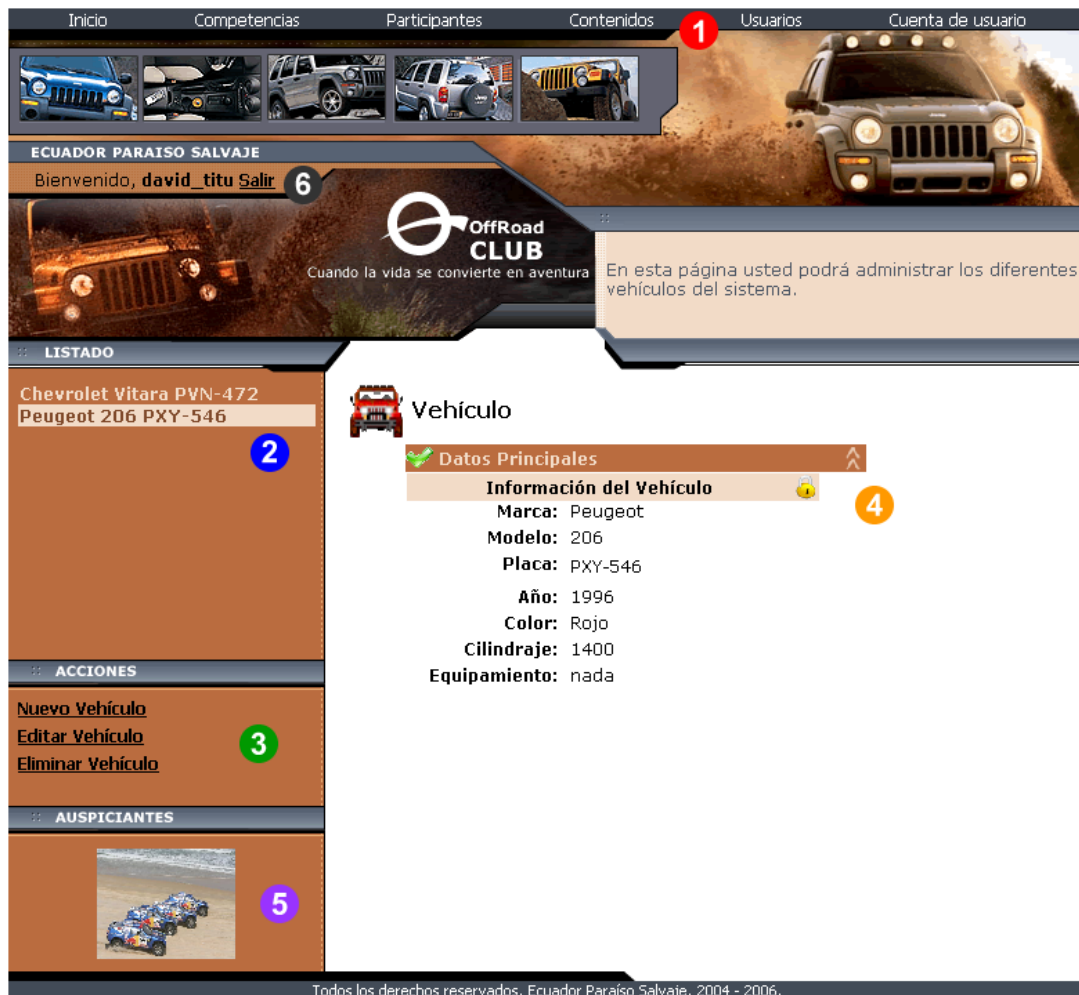 Inicio Competencias Participantes Contenidos Usuarios Cuenta de usuario
1
ECUADOR PARAISO SALVAJE
Bienvenido, david_titu Salir
6
OffRoad
CLUB
Cuando la vida se convierte en aventura
En esta página usted podrá administrar los diferentes
vehículos del sistema.
LISTADO
Chevrolet Vitara PVN-472
Peugeot 206 PXY-546
2
Vehículo
Datos Principales
Información del Vehículo
4
Marca: Peugeot
Modelo: 206
Placa: PXY-546
Año: 1996
Color: Rojo
Cilindraje: 1400
Equipamiento: nada
ACCIONES
Nuevo Vehículo
Editar Vehículo
Eliminar Vehículo
3
AUSPICIANTES
5
Todos los derechos reservados. Ecuador Paraíso Salvaje. 2004 - 2006.